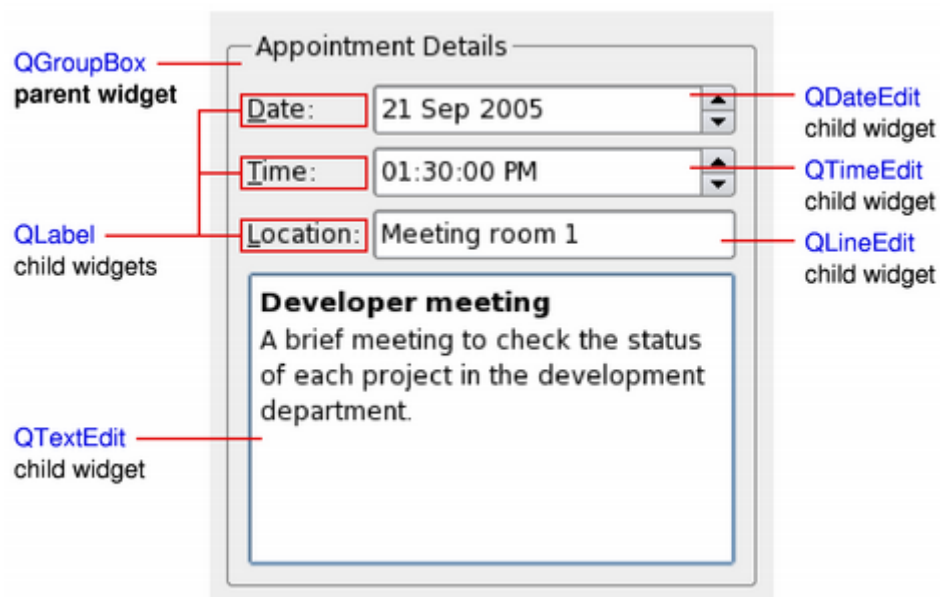 Appointment Details
QGroupBox
parent widget
Date:
21 Sep 2005
QDateEdit
child widget
Time:
01:30:00 PM
QTimeEdit
child widget
QLabel
child widgets
Location:
Meeting room 1
QLineEdit
child widget
Developer meeting
A brief meeting to check the status
of each project in the development
department.
QTextEdit
child widget